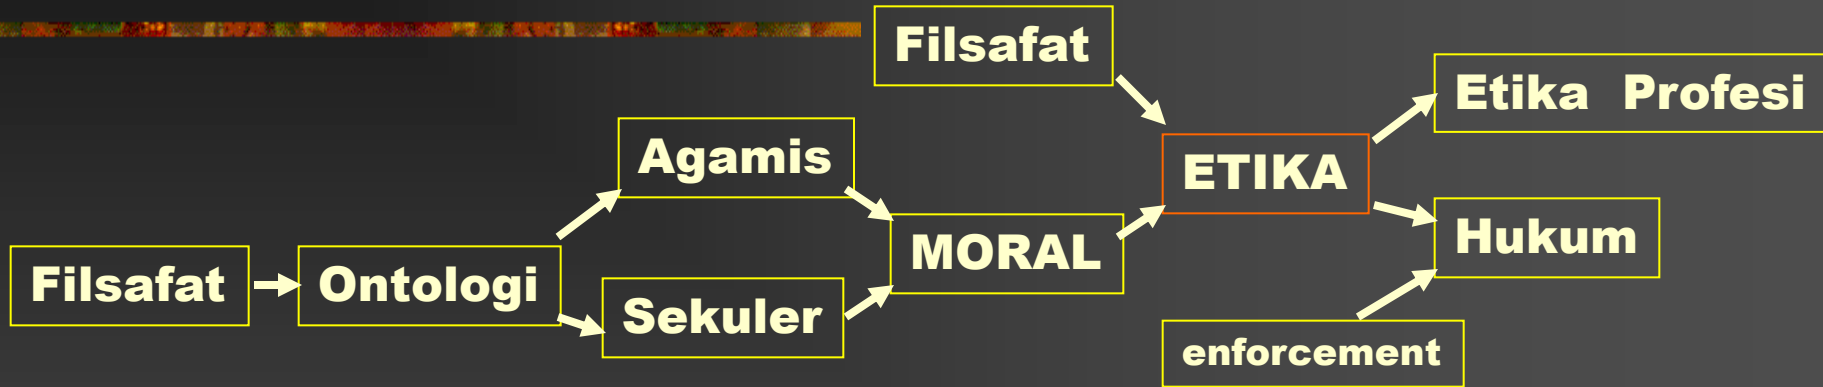 Filsafat
Etika Profesi
Agamis
ETIKA
Hukum
MORAL
Filsafat
Ontologi
Sekuler
enforcement